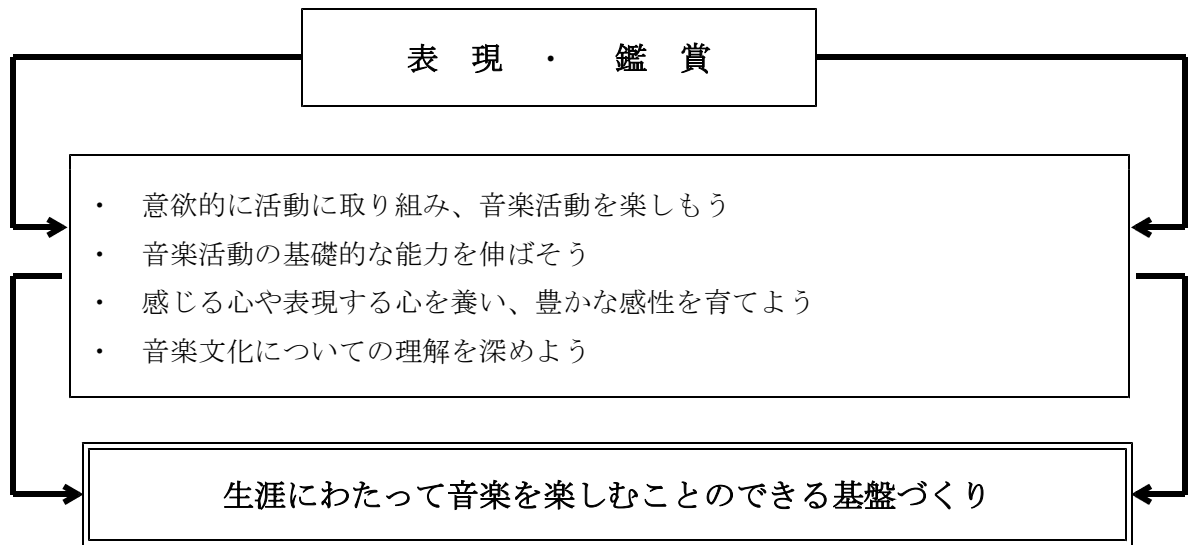 表　現　・　鑑　賞
・　意欲的に活動に取り組み、音楽活動を楽しもう
・　音楽活動の基礎的な能力を伸ばそう
・　感じる心や表現する心を養い、豊かな感性を育てよう
・　音楽文化についての理解を深めよう
生涯にわたって音楽を楽しむことのできる基盤づくり